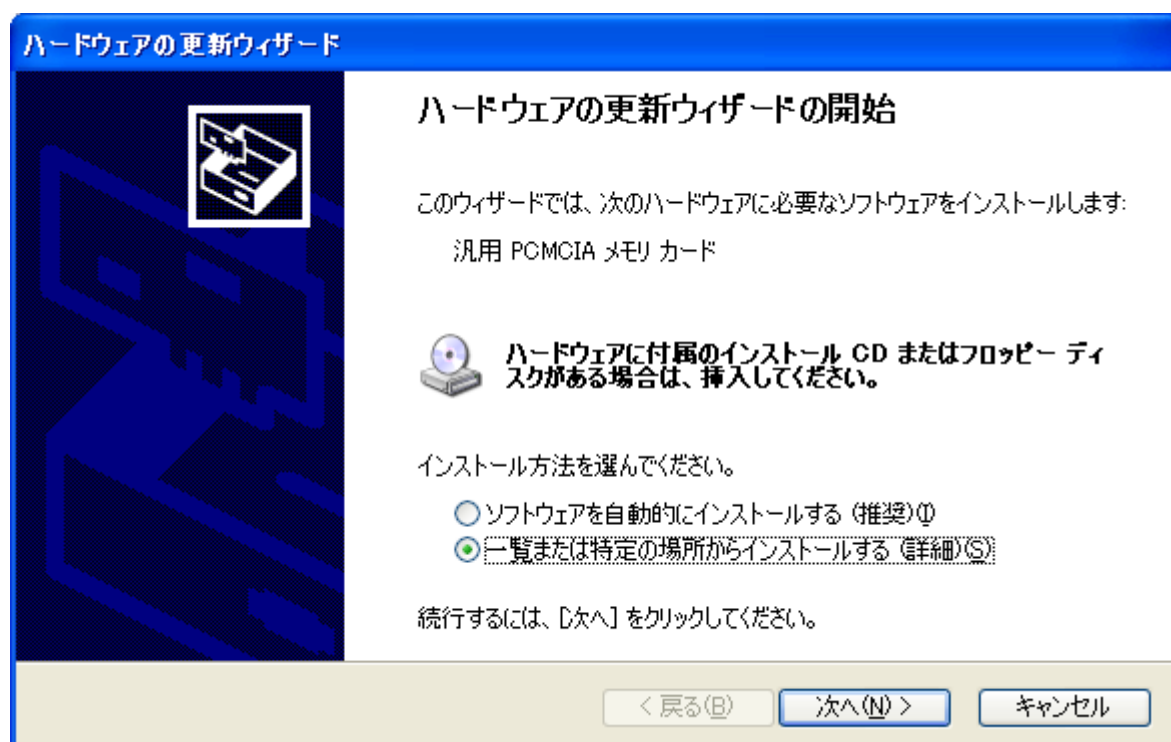 ハードウェアの更新ウィザード
ハードウェアの更新ウィザードの開始
このウィザードでは、次のハードウェアに必要なソフトウェアをインストールします:
汎用 PCMCIA メモリ カード
ハードウェアに付属のインストール CD またはフロッピー ディ
スクがある場合は、挿入してください。
インストール方法を選んでください。
ソフトウェアを自動的にインストールする (推奨)(I)
一覧または特定の場所からインストールする (詳細)(S)
続行するには、[次へ] をクリックしてください。
< 戻る(B)
次へ(N) >
キャンセル